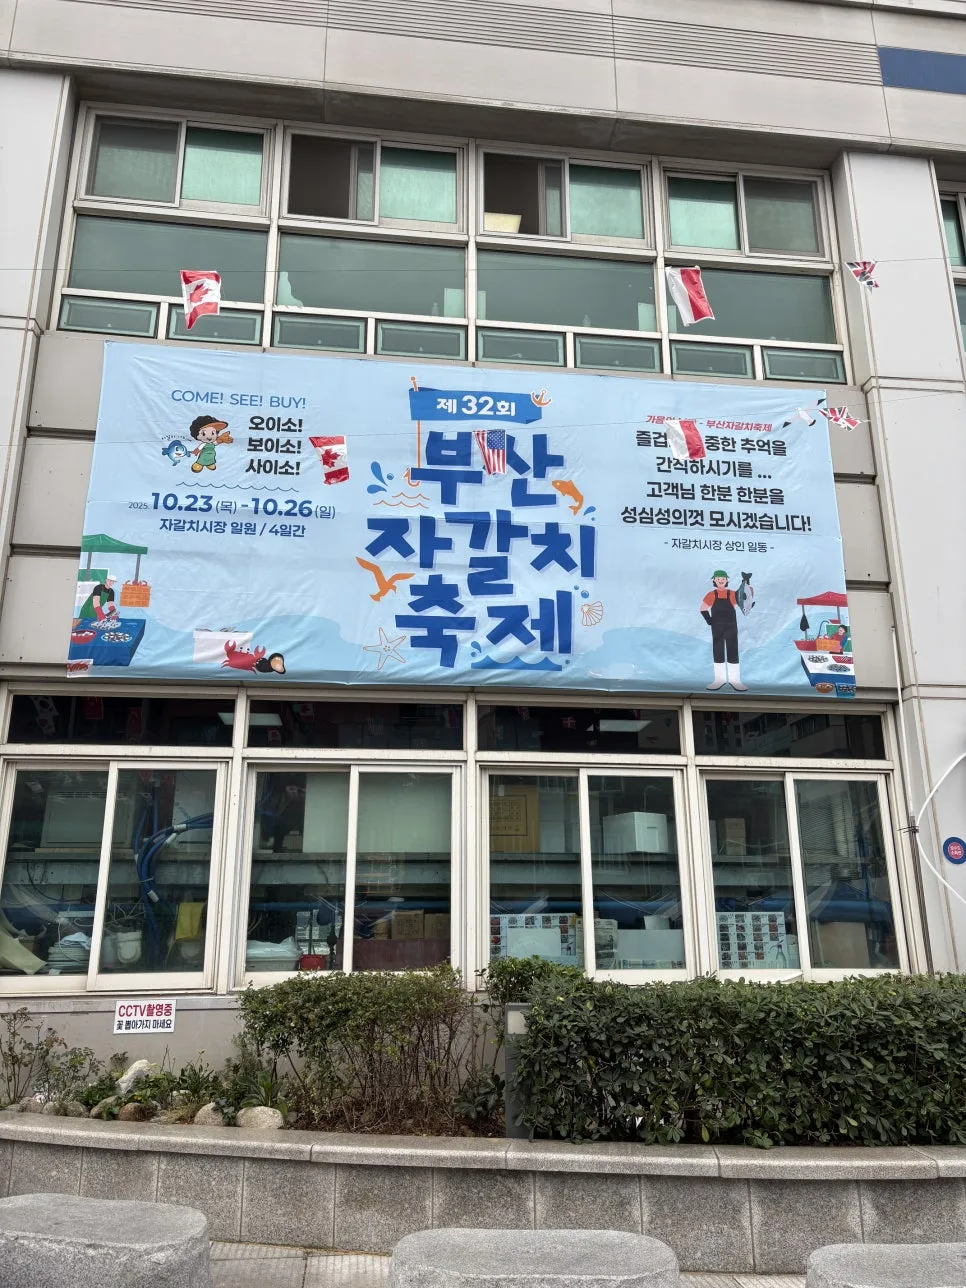 COME! SEE! BUY!
오이소!
보이소!
사이소!
2025. 10.23 (목) - 10.26 (일)
자갈치시장 일원 / 4일간
제32회
부산
자갈치
축제
부산자갈치축제
중한 추억을
간직하시기를 ...
고객님 한분 한분을
성심성의껏 모시겠습니다!
- 자갈치시장 상인 일동 -
CCTV촬영중
꽃 뽑아가지 마세요